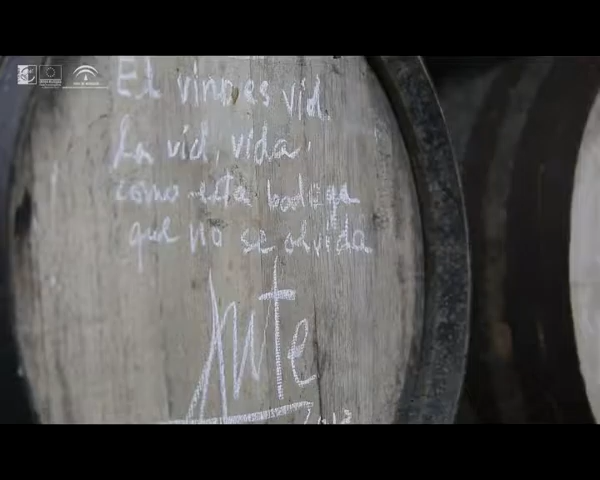 El vino es vid
La vid, vida,
como esta bodega
que no se olvida
Aute